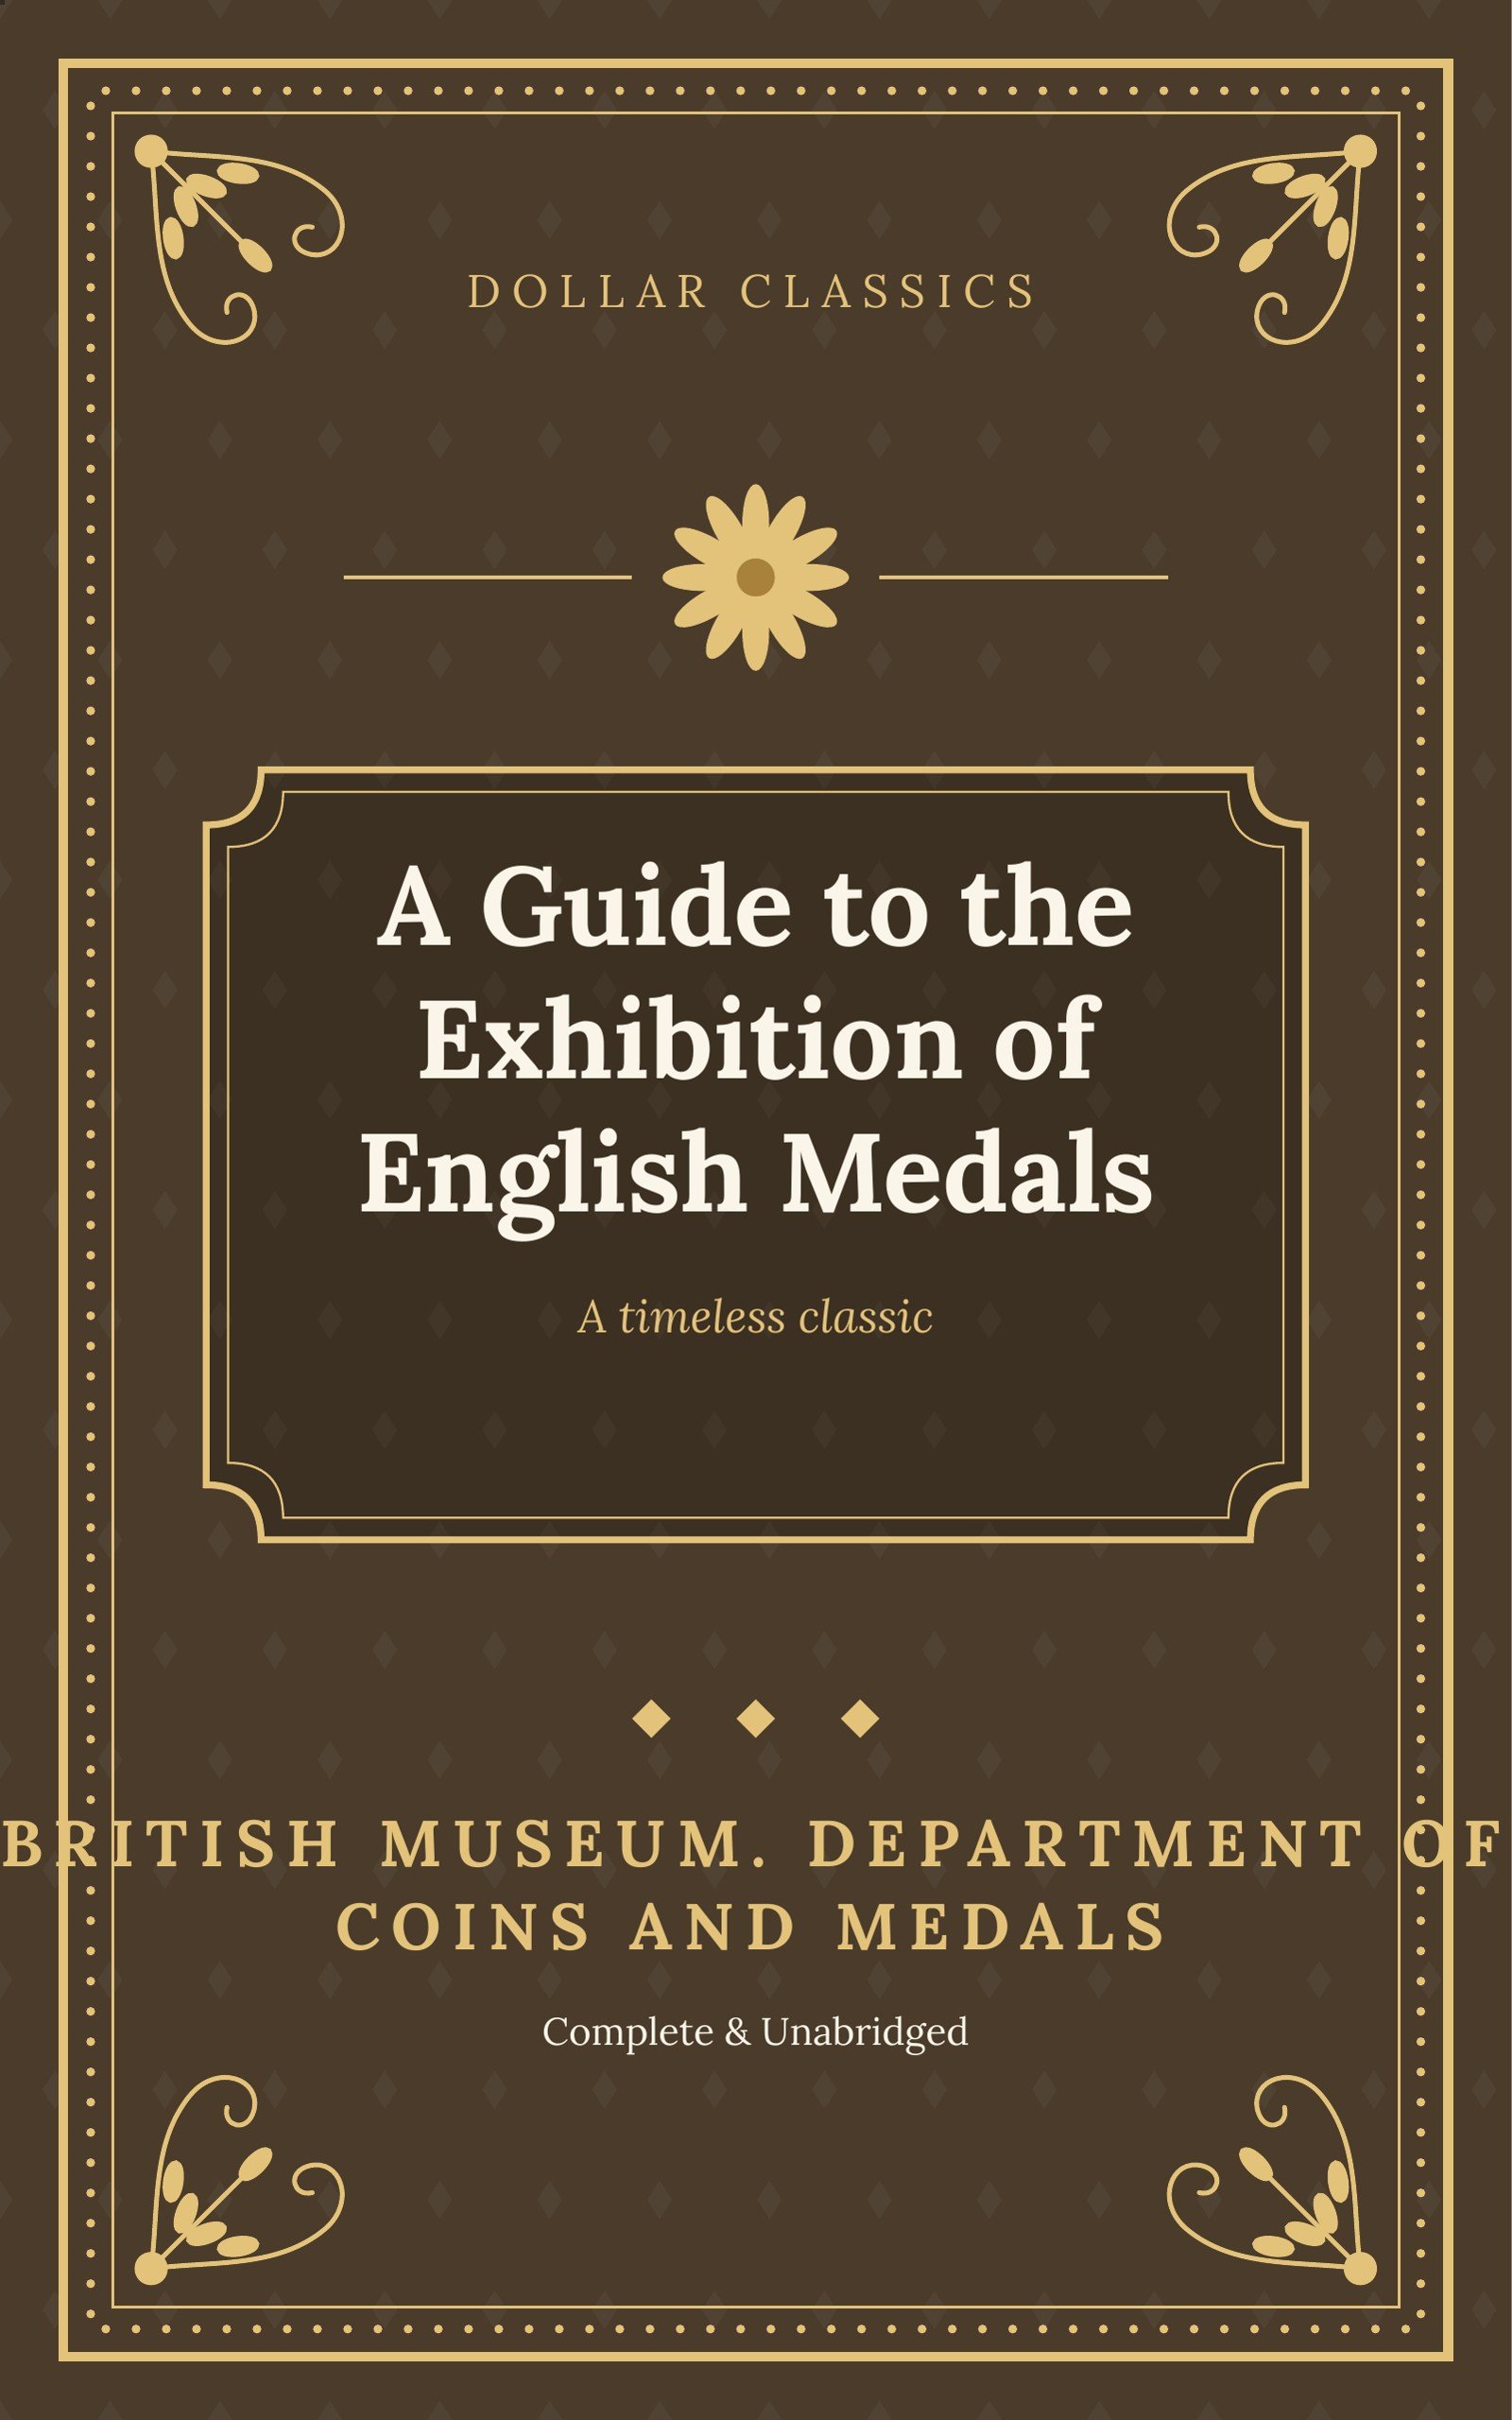 DOLLAR CLASSICS
A Guide to the
Exhibition of
English Medals
A timeless classic
BRITISH MUSEUM. DEPARTMENT OF
COINS AND MEDALS
Complete & Unabridged